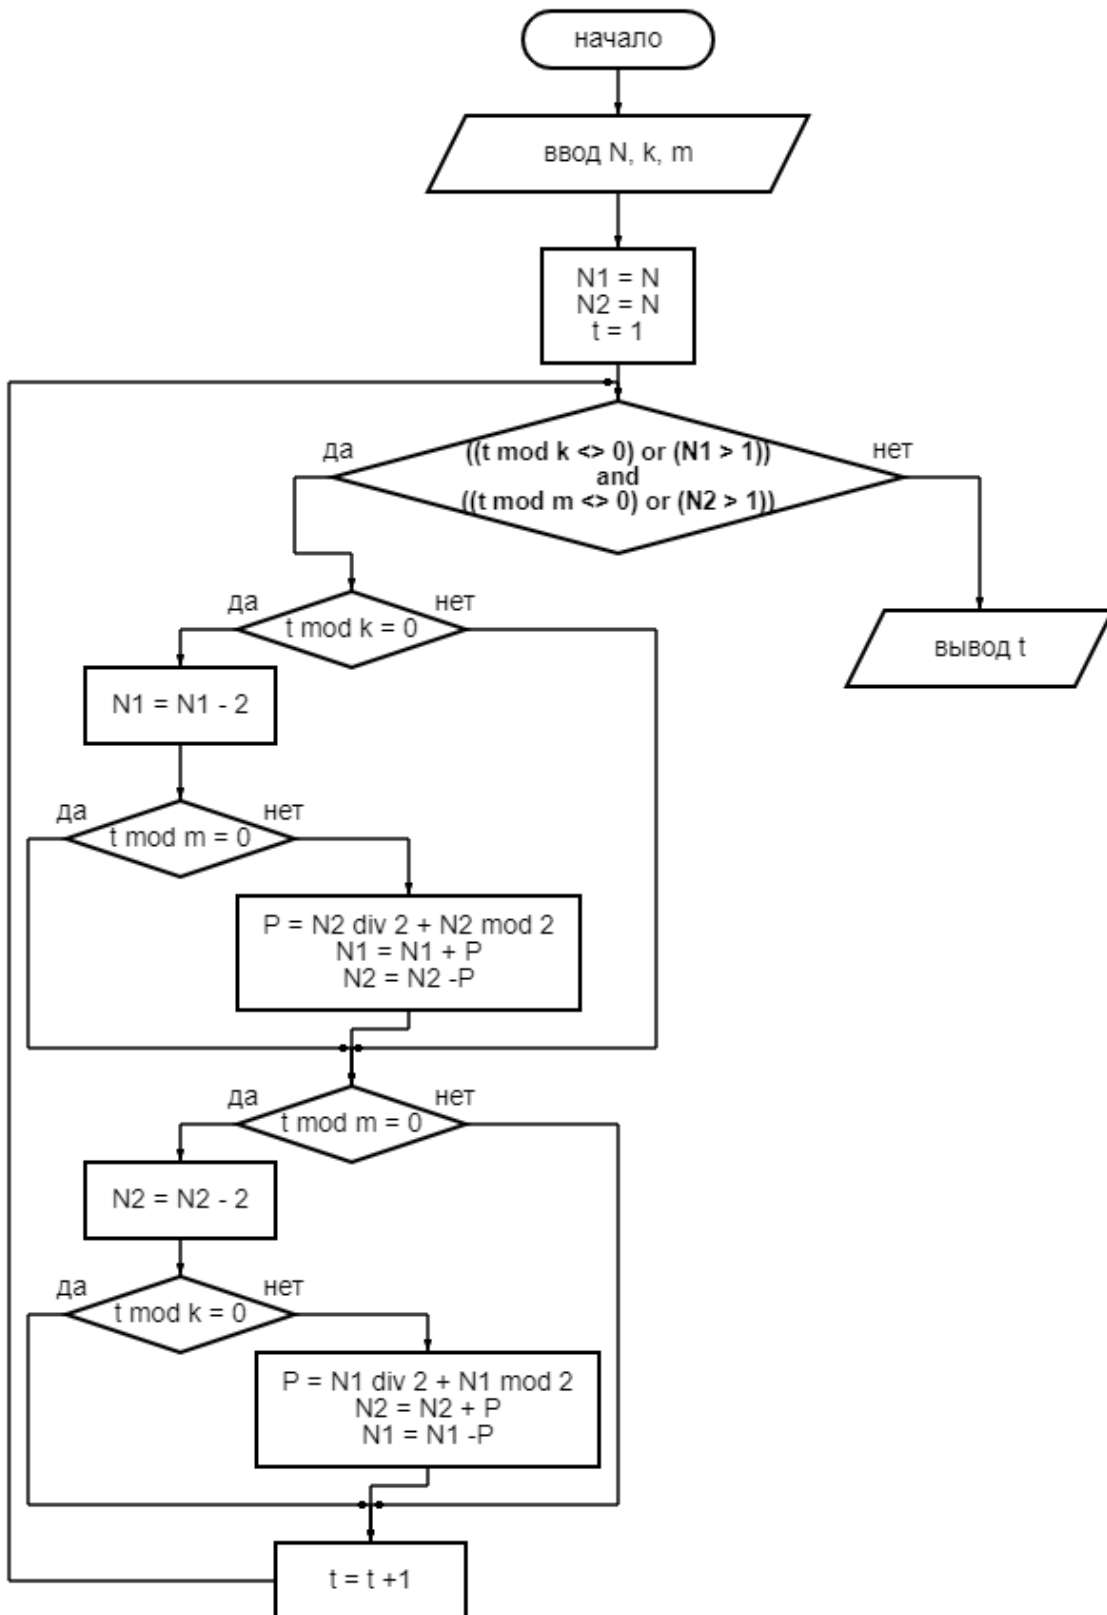 начало
ввод N, k, m
N1 = N
N2 = N
t = 1
да
((t mod k <> 0) or (N1 > 1))
and
((t mod m <> 0) or (N2 > 1))
нет
да
t mod k = 0
нет
вывод t
N1 = N1 - 2
да
t mod m = 0
нет
P = N2 div 2 + N2 mod 2
N1 = N1 + P
N2 = N2 -P
да
t mod m = 0
нет
N2 = N2 - 2
да
t mod k = 0
нет
P = N1 div 2 + N1 mod 2
N2 = N2 + P
N1 = N1 -P
t = t +1